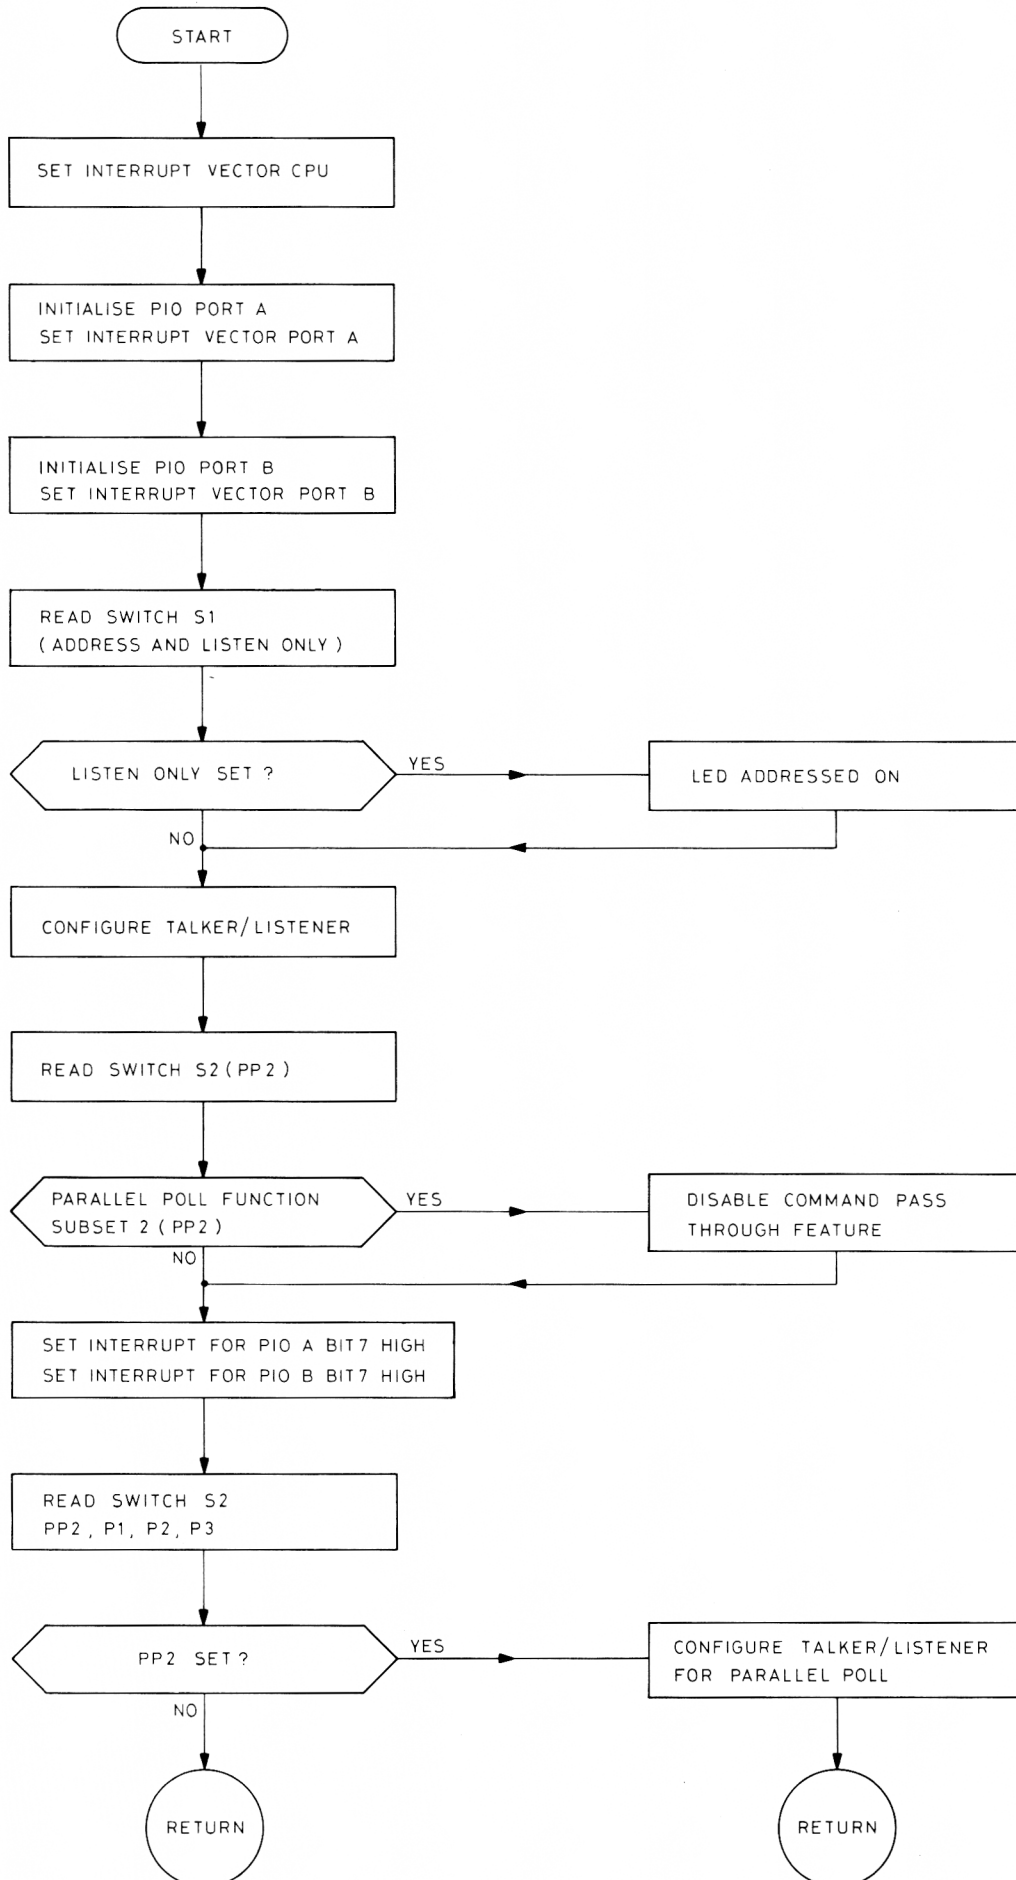 START
SET INTERRUPT VECTOR CPU
INITIALISE PIO PORT A
SET INTERRUPT VECTOR PORT A
INITIALISE PIO PORT B
SET INTERRUPT VECTOR PORT B
READ SWITCH S1
(ADDRESS AND LISTEN ONLY)
LISTEN ONLY SET ?
YES
LED ADDRESSED ON
NO
CONFIGURE TALKER/LISTENER
READ SWITCH S2 (PP2)
PARALLEL POLL FUNCTION
SUBSET 2 (PP2)
YES
DISABLE COMMAND PASS
THROUGH FEATURE
NO
SET INTERRUPT FOR PIO A BIT7 HIGH
SET INTERRUPT FOR PIO B BIT7 HIGH
READ SWITCH S2
PP2, P1, P2, P3
PP2 SET ?
YES
CONFIGURE TALKER/LISTENER
FOR PARALLEL POLL
NO
RETURN
RETURN